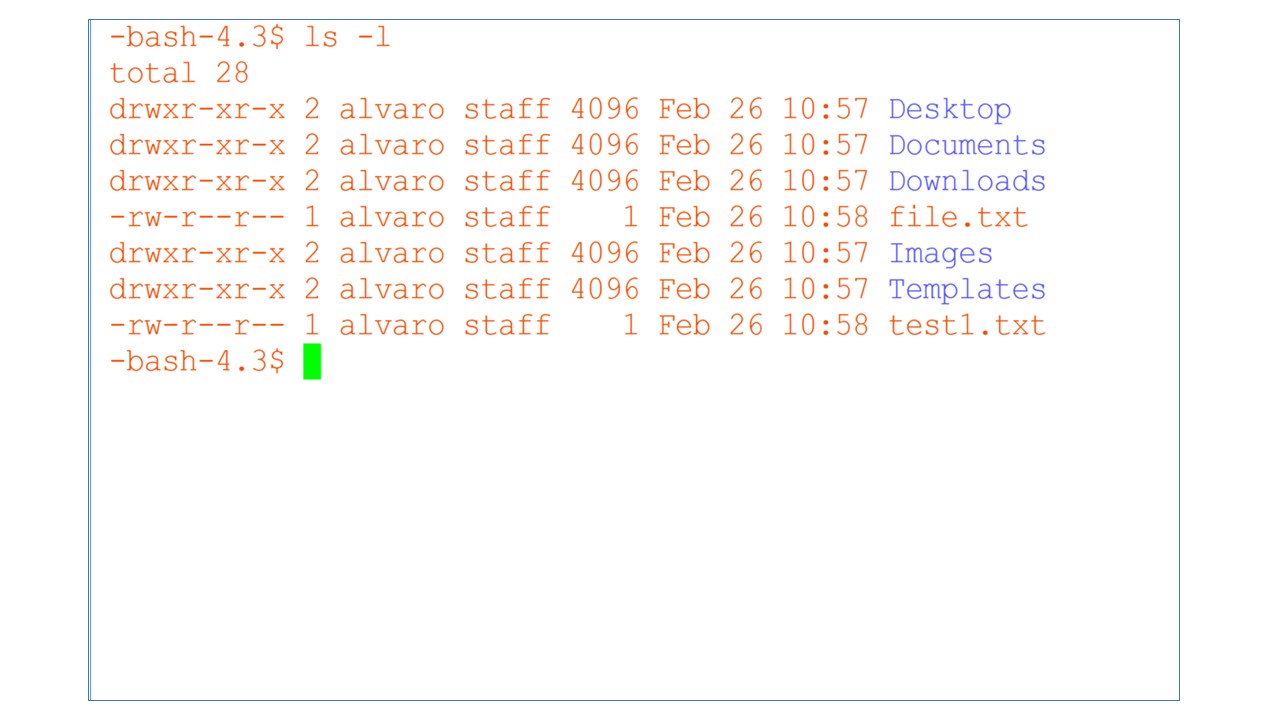 -bash-4.3$ ls -l
total 28
drwxr-xr-x 2 alvaro staff 4096 Feb 26 10:57 Desktop
drwxr-xr-x 2 alvaro staff 4096 Feb 26 10:57 Documents
drwxr-xr-x 2 alvaro staff 4096 Feb 26 10:57 Downloads
-rw-r--r-- 1 alvaro staff    1 Feb 26 10:58 file.txt
drwxr-xr-x 2 alvaro staff 4096 Feb 26 10:57 Images
drwxr-xr-x 2 alvaro staff 4096 Feb 26 10:57 Templates
-rw-r--r-- 1 alvaro staff    1 Feb 26 10:58 test1.txt
-bash-4.3$